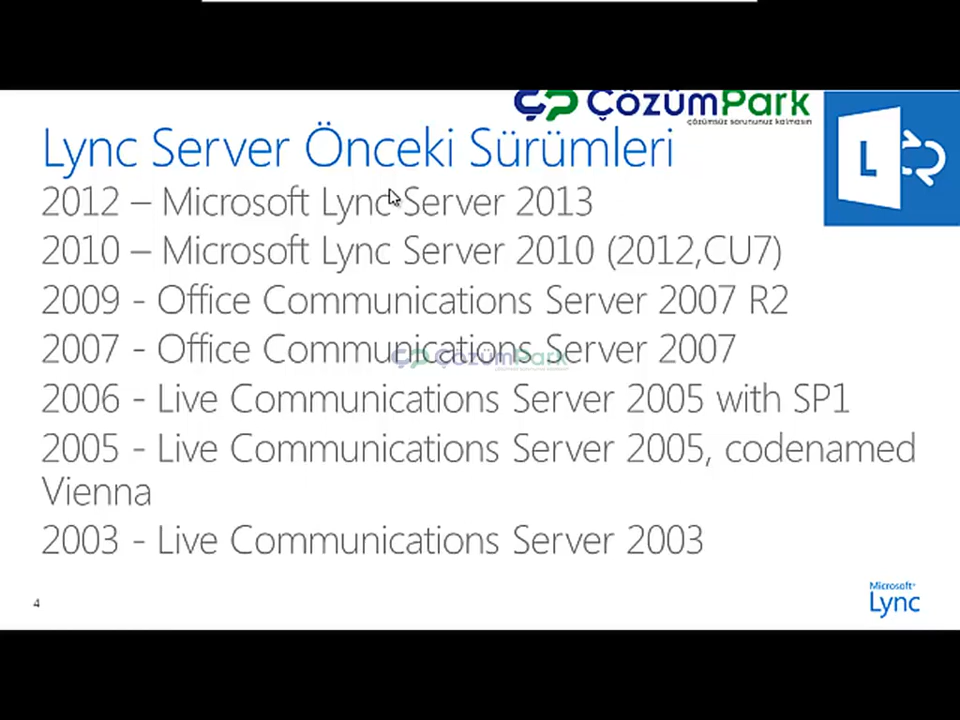 ÇözümPark
çözümsüz sorununuz kalmasın
Lync Server Önceki Sürümleri
L
2012 – Microsoft Lync Server 2013
2010 – Microsoft Lync Server 2010 (2012,CU7)
2009 - Office Communications Server 2007 R2
2007 - Office Communications Server 2007
ÇözümPark
2006 - Live Communications Server 2005 with SP1
2005 - Live Communications Server 2005, codenamed
Vienna
2003 - Live Communications Server 2003
4
Microsoft®
Lync